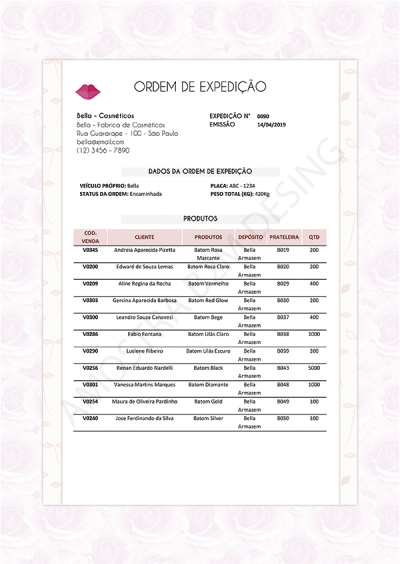 ORDEM DE EXPEDIÇÃO
Bella - Cosméticos
Bella - Fabrica de Cosméticos
Rua Guararape - 100 - São Paulo
bella@email.com
(12) 3456 - 7890
EXPEDIÇÃO N° 0090
EMISSÃO 14/04/2019
DADOS DA ORDEM DE EXPEDIÇÃO
VEÍCULO PRÓPRIO: Bella PLACA: ABC - 1234
STATUS DA ORDEM: Encaminhada PESO TOTAL (KG): 420Kg
PRODUTOS
COD. VENDA CLIENTE PRODUTOS DEPÓSITO PRATELEIRA QTD
V0345 Andreia Aparecida Pizetta Batom Rosa Marcante Bella Armazem B019 200
V0200 Edward de Souza Lemas Batom Rosa Claro Bella Armazem B020 200
V0209 Aline Regina da Rocha Batom Vermelho Bella Armazem B029 400
V0303 Gercina Aparecida Barbosa Batom Red Glow Bella Armazem B030 200
V0300 Leandro Souza Canavezi Batom Bege Bella Armazem B037 400
V0286 Fabio Fontana Batom Lilás Claro Bella Armazem B038 1000
V0290 Luciene Ribeiro Batom Lilás Escuro Bella Armazem B039 200
V0256 Renan Eduardo Nardelli Batom Black Bella Armazem B043 5000
V0301 Vanessa Martins Marques Batom Diamante Bella Armazem B048 1000
V0254 Maura de Oliveira Pardinho Batom Gold Bella Armazem B049 100
V0240 Jose Ferdinando da Silva Batom Silver Bella Armazem B050 100